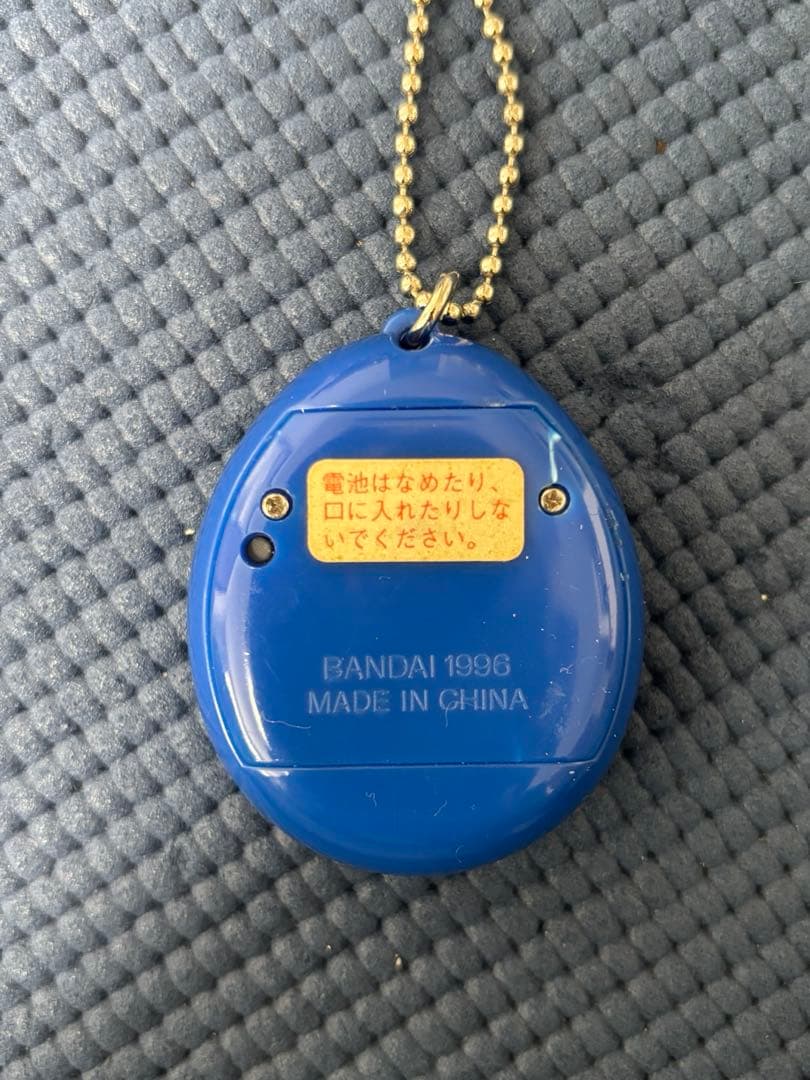 電池はなめたり、
口に入れたりしな
いでください。
BANDAI 1996
MADE IN CHINA